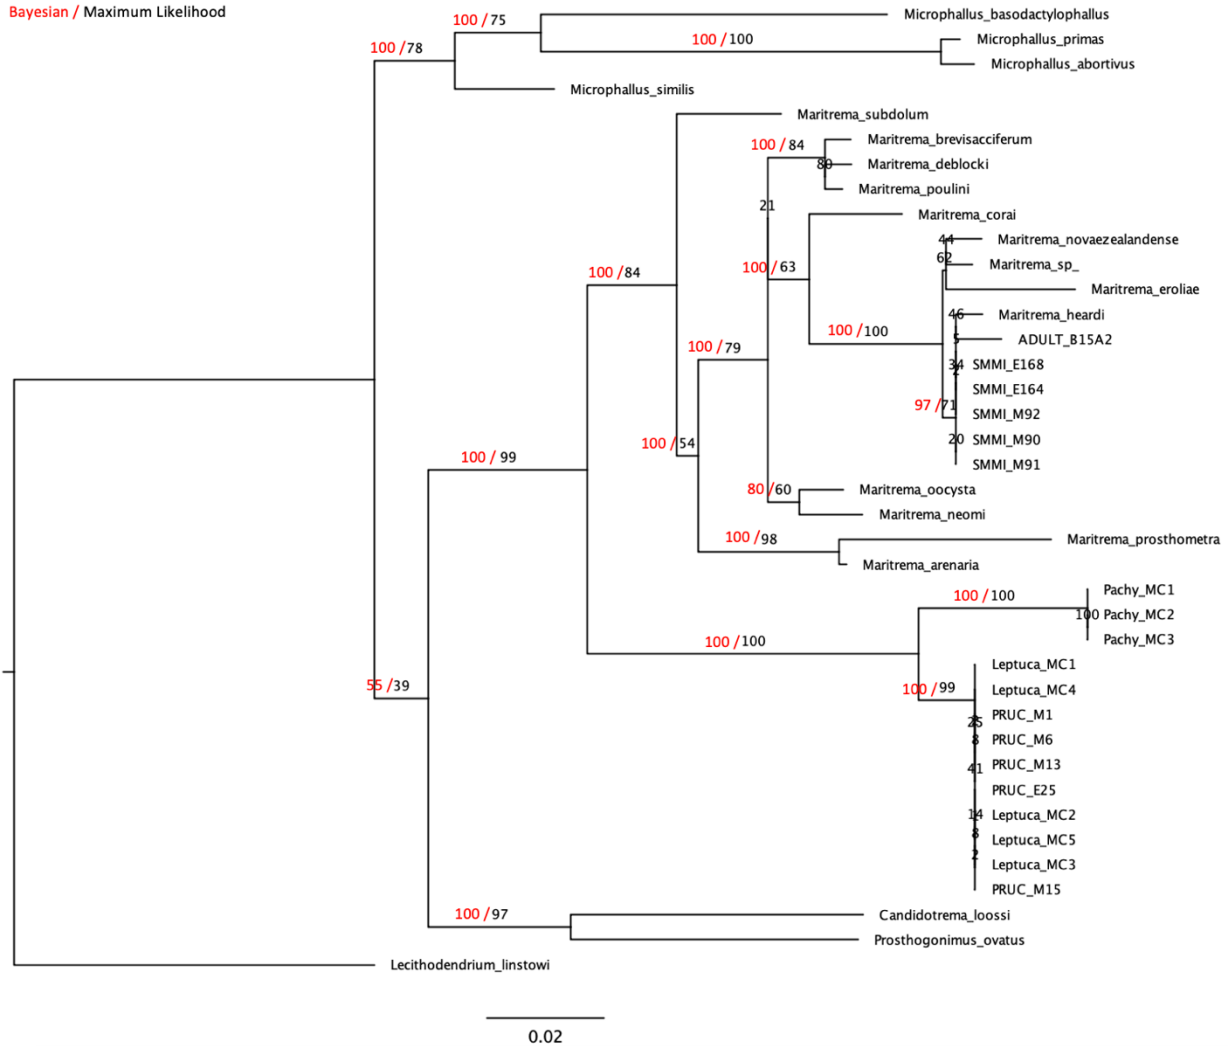 Bayesian / Maximum Likelihood
100 / 75
Microphallus_basodactylophallus
100 / 100
Microphallus_primas
100 / 78
Microphallus_abortivus
Microphallus_similis
Maritrema_subdolum
100 / 84
Maritrema_brevisacciferum
80
Maritrema_deblocki
Maritrema_poulini
21
Maritrema_corai
44
Maritrema_novaezealandense
62
Maritrema_sp_
100 / 63
100 / 84
Maritrema_eroliae
46
Maritrema_heardi
100 / 100
5
ADULT_B15A2
100 / 79
34
SMMI_E168
2
SMMI_E164
97 / 71
SMMI_M92
100 / 54
20
SMMI_M90
100 / 99
SMMI_M91
80 / 60
Maritrema_oocysta
Maritrema_neomi
100 / 98
Maritrema_prosthometra
Maritrema_arenaria
100 / 100
Pachy_MC1
100
Pachy_MC2
100 / 100
Pachy_MC3
Leptuca_MC1
55 / 39
100 / 99
Leptuca_MC4
PRUC_M1
25
8
PRUC_M6
41
PRUC_M13
PRUC_E25
14
Leptuca_MC2
8
Leptuca_MC5
2
Leptuca_MC3
PRUC_M15
100 / 97
Candidotrema_loossi
Prosthogonimus_ovatus
Lecithodendrium_linstowi
0.02